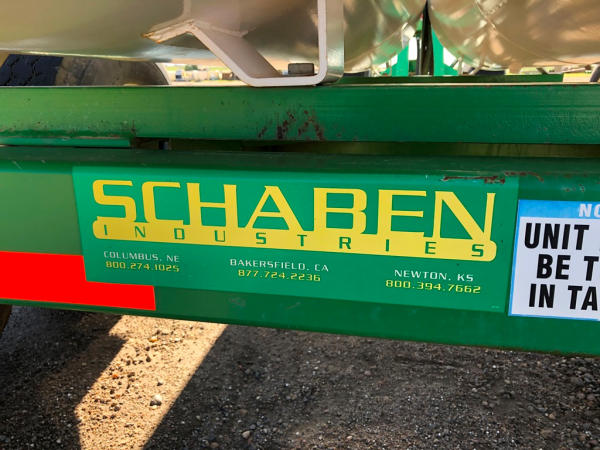 SCHABEN
INDUSTRIES
COLUMBUS, NE
800.274.1025
BAKERSFIELD, CA
877.724.2236
NEWTON, KS
800.394.7662
UNIT
BE
IN